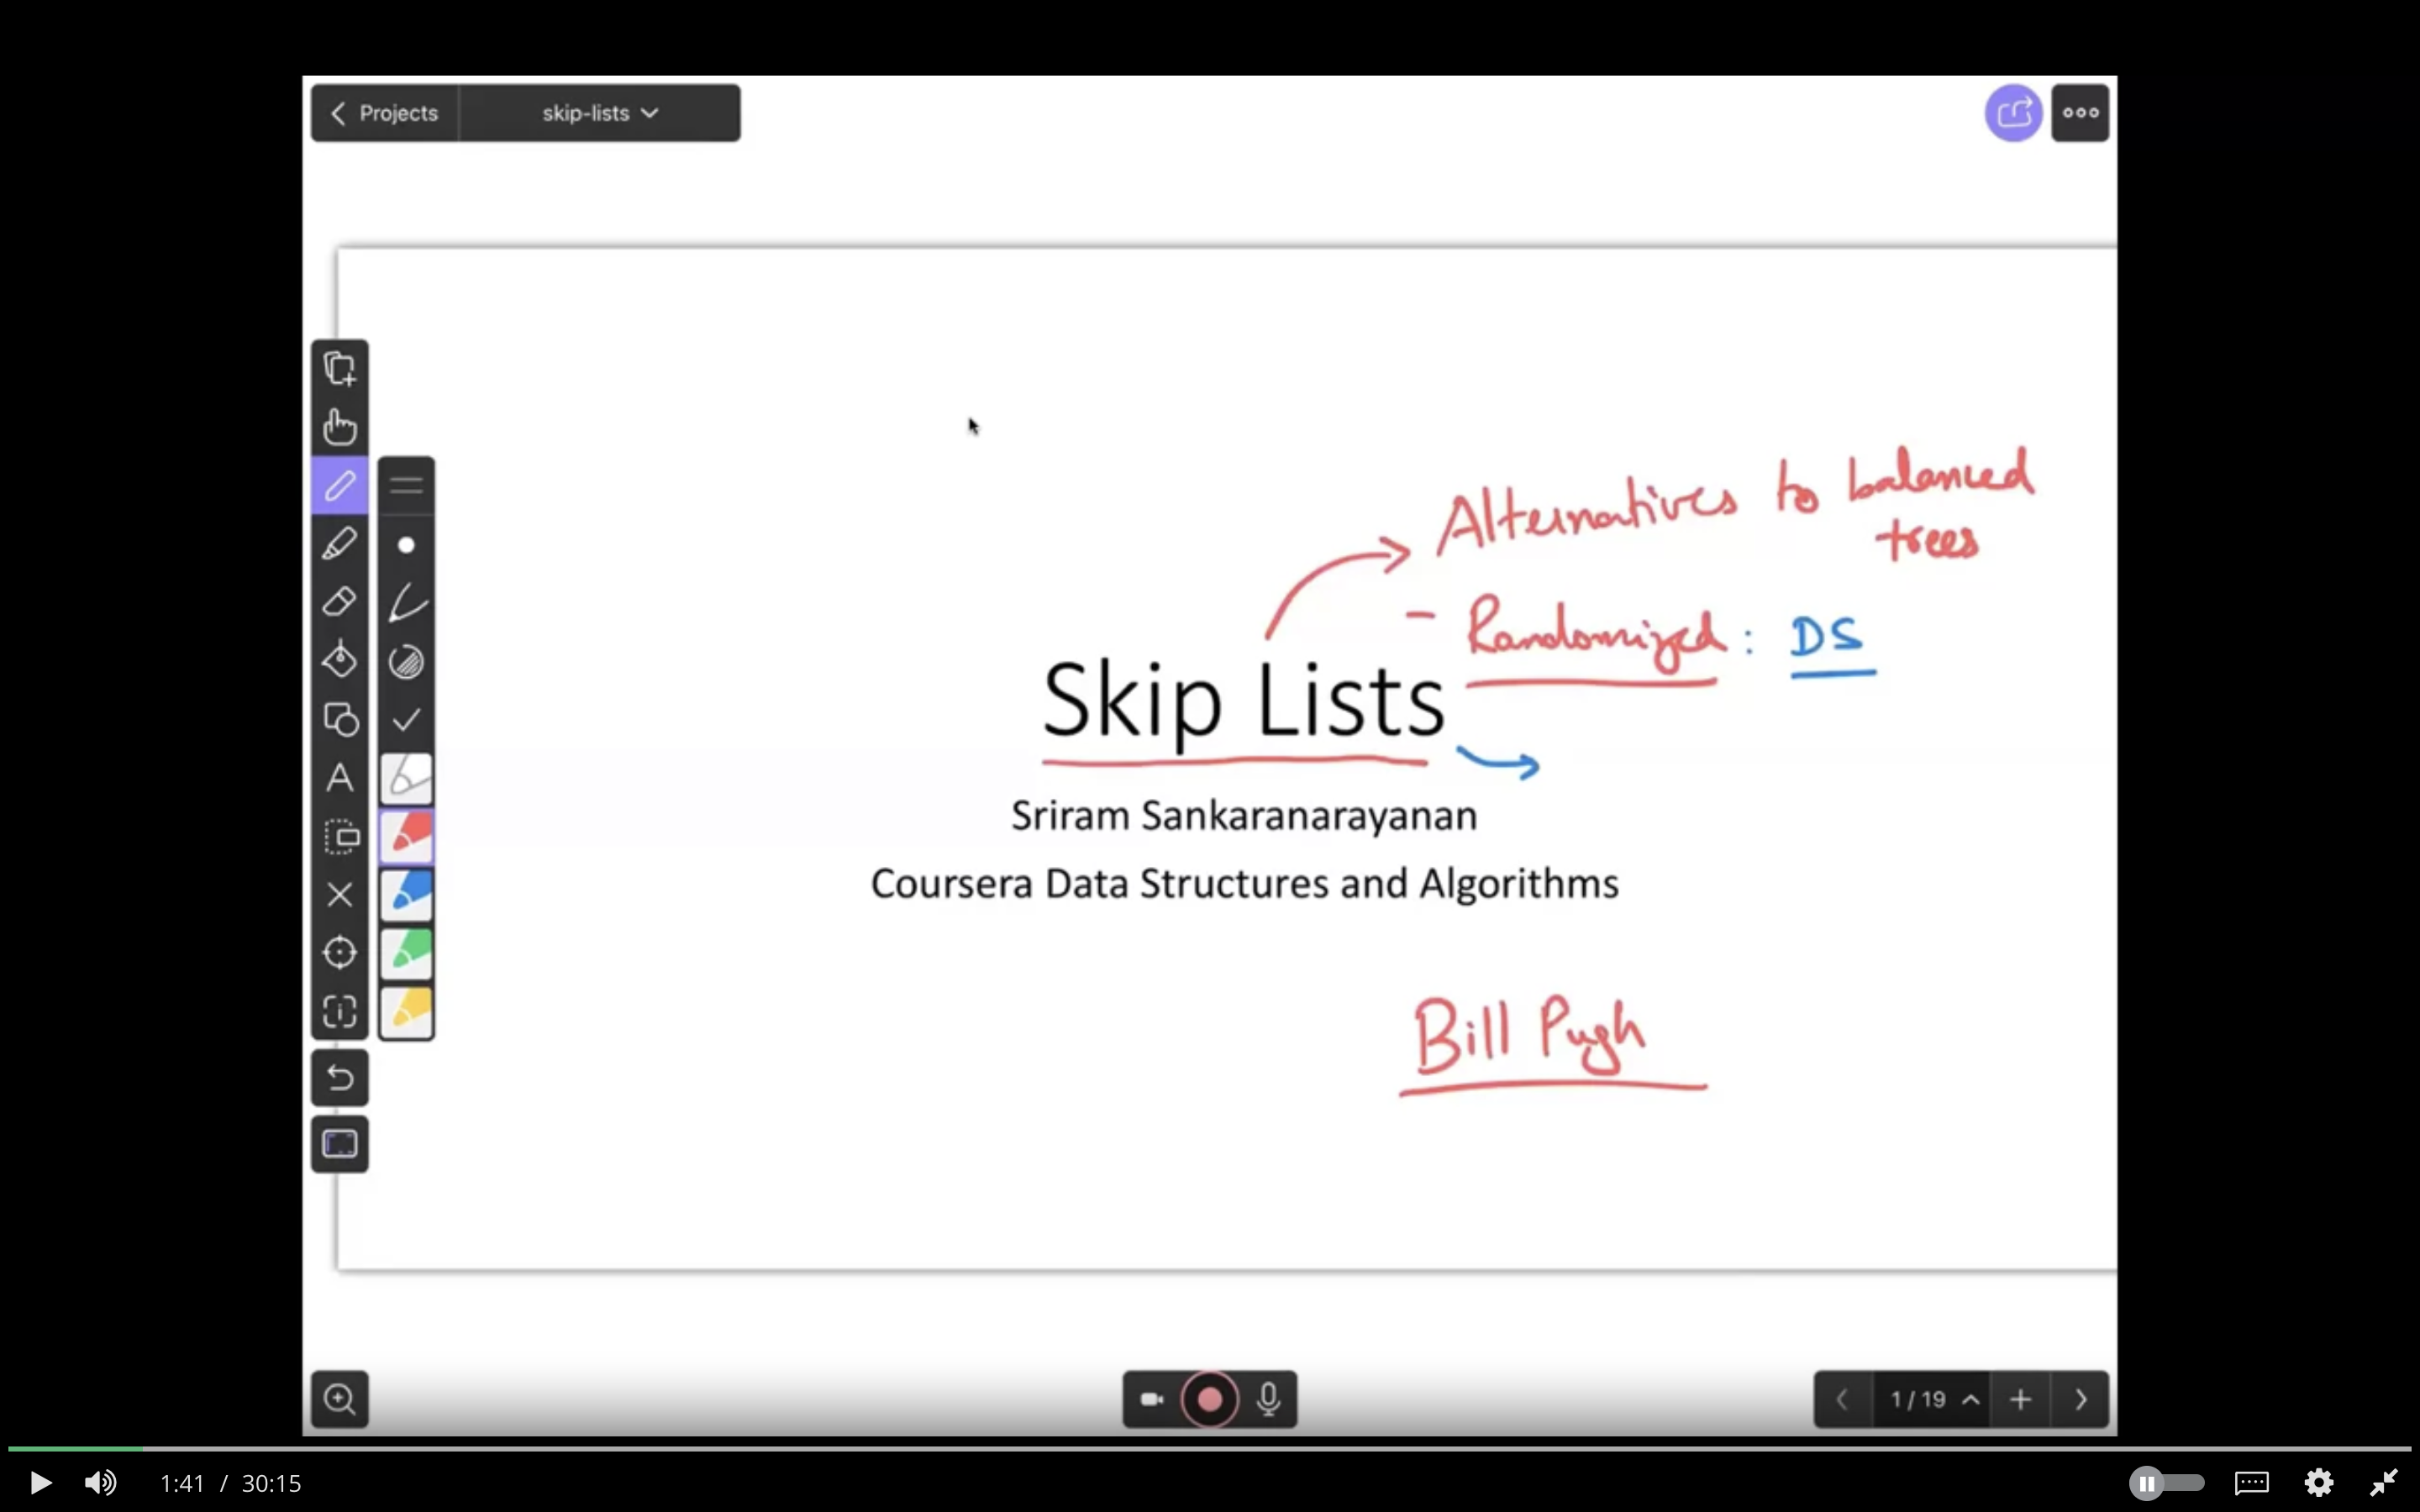 Projects
skip-lists
Alternatives to balanced
trees
- Randomized : DS
Skip Lists
Sriram Sankaranarayanan
Coursera Data Structures and Algorithms
Bill Pugh
1 / 19
1:41 / 30:15